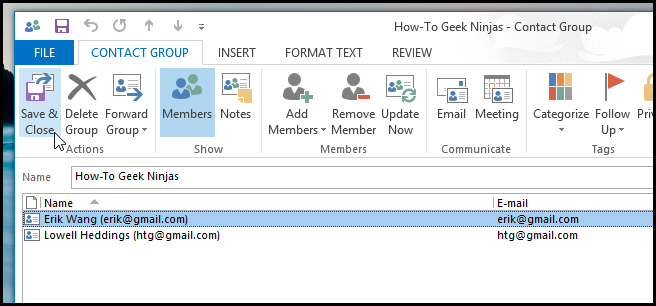 How-To Geek Ninjas - Contact Group
FILE CONTACT GROUP INSERT FORMAT TEXT REVIEW
Save & Close Delete Group Forward Group Members Notes Add Members Remove Member Update Now Email Meeting Categorize Follow Up
Actions Show Members Communicate Tags
Name How-To Geek Ninjas
Name E-mail
Erik Wang (erik@gmail.com) erik@gmail.com
Lowell Heddings (htg@gmail.com) htg@gmail.com